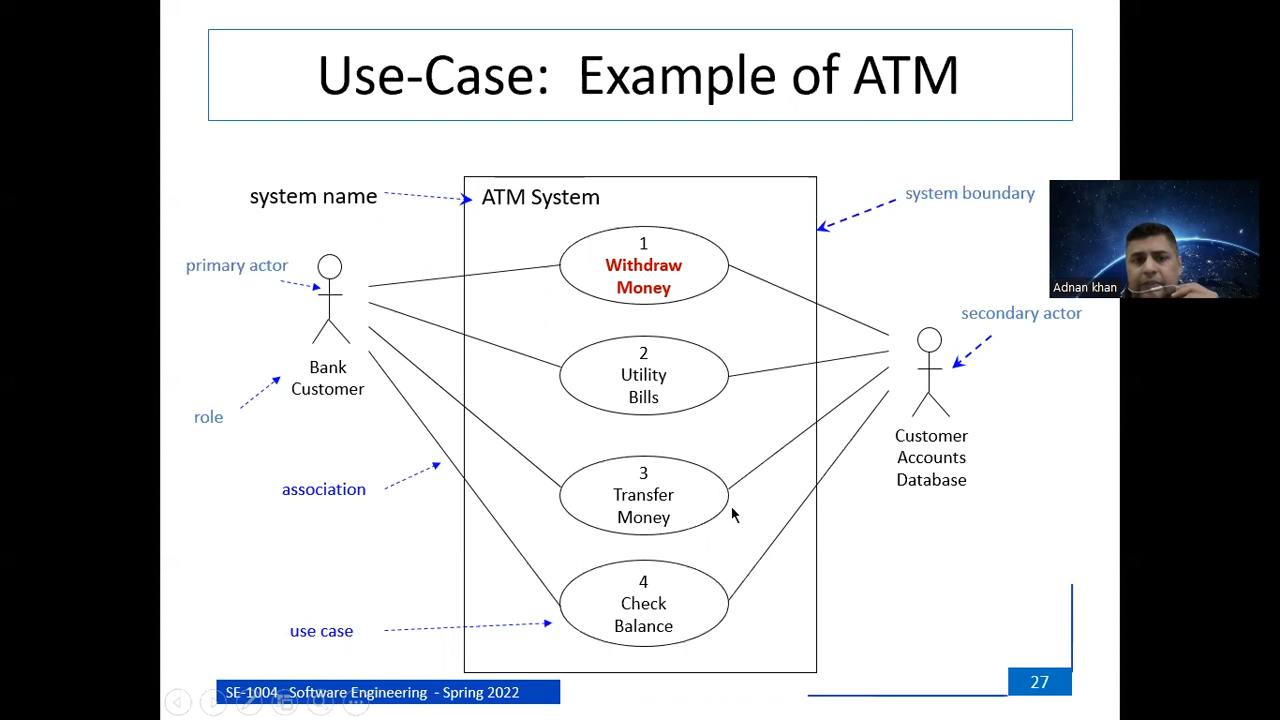 Use-Case:  Example of ATM
system name
ATM System
system boundary
primary actor
1
Withdraw
Money
Adnan khan
secondary actor
Bank
Customer
2
Utility
Bills
role
Customer
Accounts
Database
association
3
Transfer
Money
4
Check
Balance
use case
SE-1004   Software Engineering  - Spring 2022
27